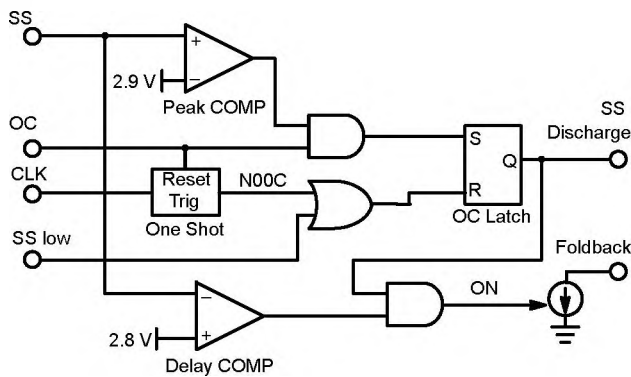 SS
+
2.9 V
−
Peak COMP
SS
Discharge
OC
S
Q
CLK
Reset
Trig
N00C
R
One Shot
OC Latch
SS low
Foldback
−
ON
2.8 V
+
Delay COMP